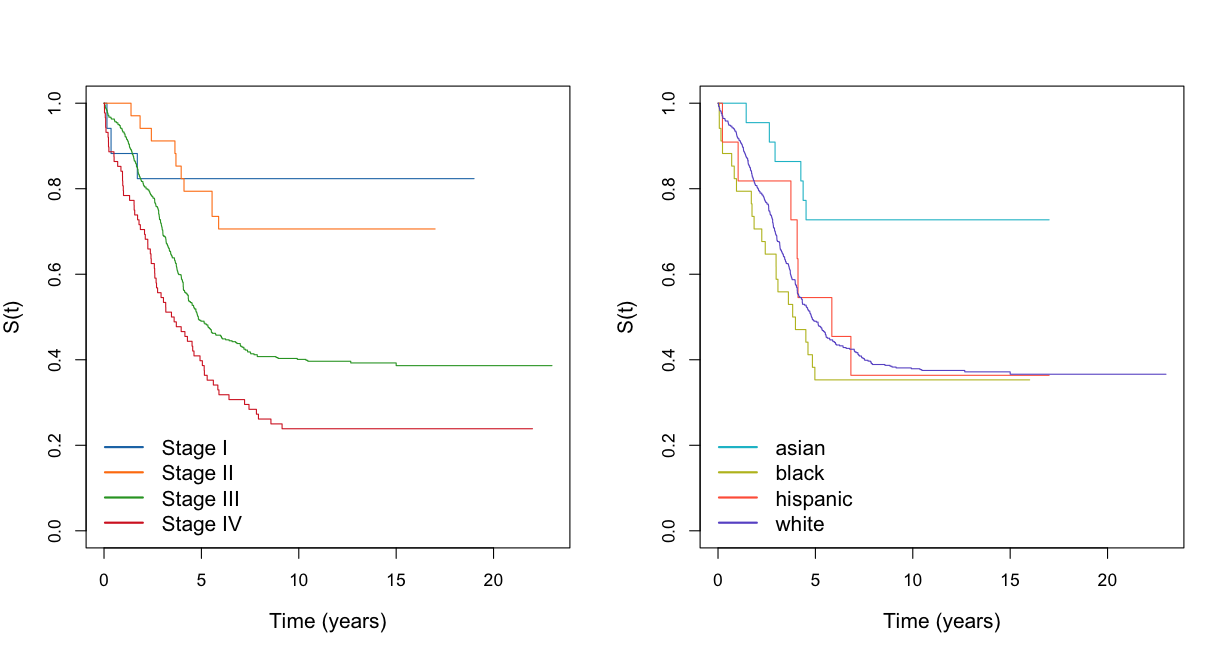 S(t)
1.0
0.8
0.6
0.4
0.2
0.0
Stage I
Stage II
Stage III
Stage IV
0 5 10 15 20
Time (years)
S(t)
1.0
0.8
0.6
0.4
0.2
0.0
asian
black
hispanic
white
0 5 10 15 20
Time (years)